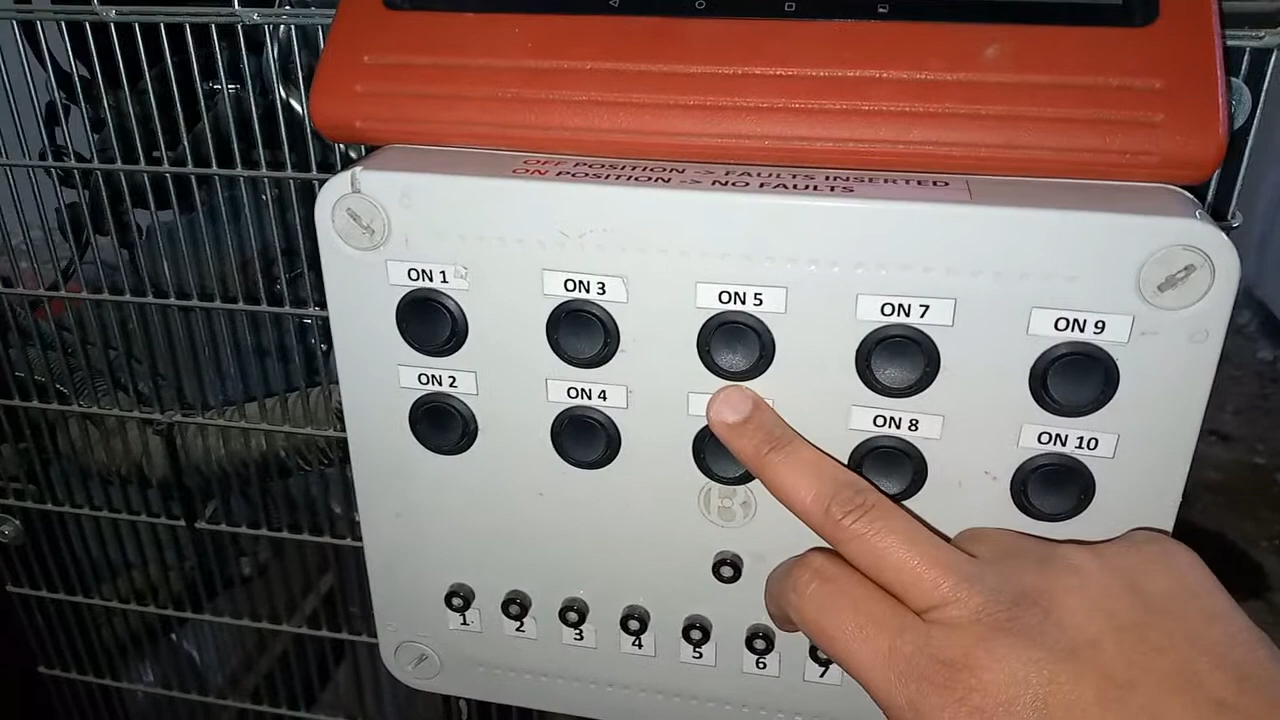 OFF POSITION -> FAULTS INSERTED
ON POSITION -> NO FAULTS
ON 1
ON 3
ON 5
ON 7
ON 9
ON 2
ON 4
ON 8
ON 10
1
2
3
4
5
6
7